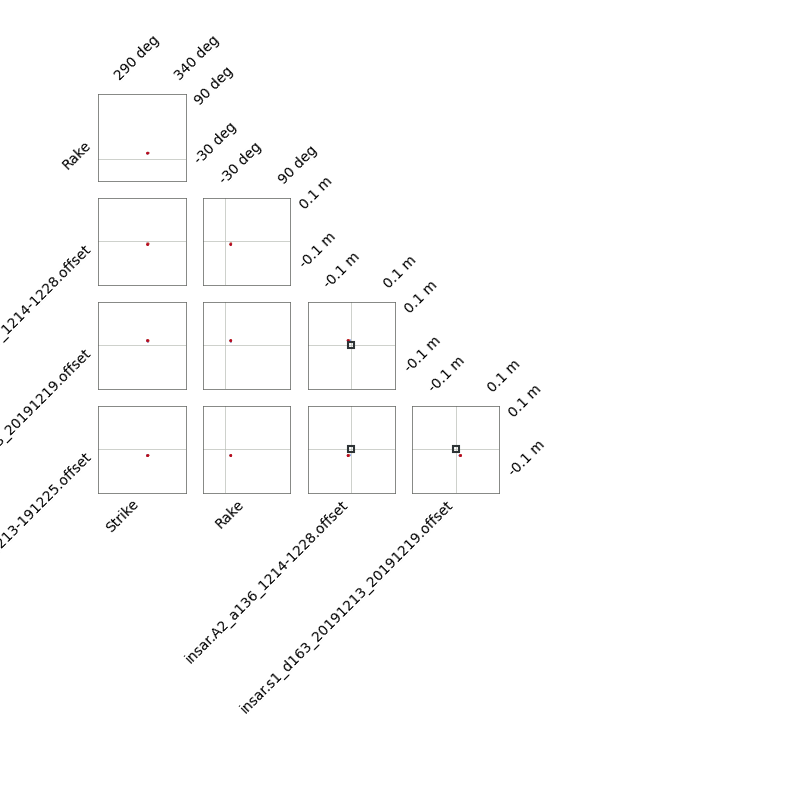 290 deg
340 deg
90 deg
-30 deg
Rake
-30 deg
90 deg
0.1 m
-0.1 m
_1214-1228.offset
-0.1 m
0.1 m
0.1 m
-0.1 m
_20191219.offset
-0.1 m
0.1 m
0.1 m
-0.1 m
213-191225.offset
Strike
Rake
insar.A2_a136_1214-1228.offset
insar.s1_d163_20191213_20191219.offset